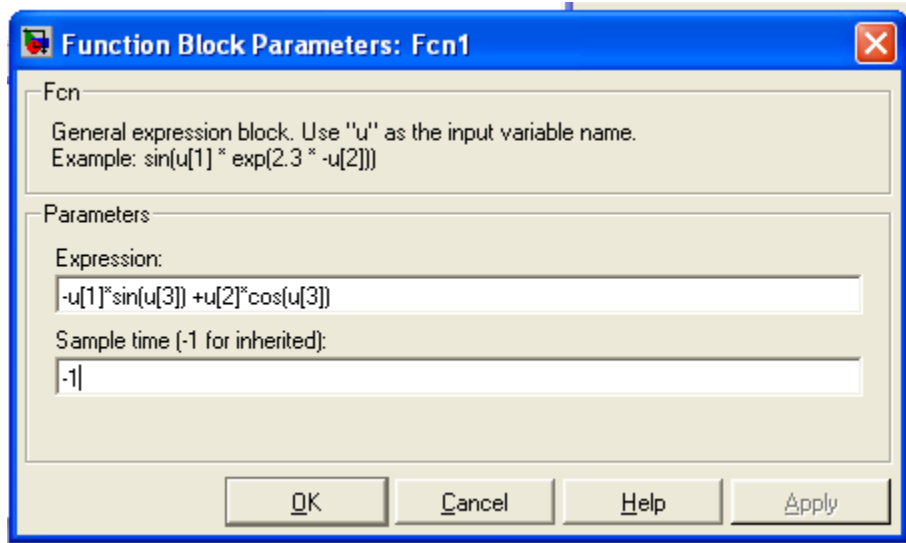 Function Block Parameters: Fcn1
Fcn
General expression block. Use "u" as the input variable name.
Example: sin(u[1] * exp(2.3 * -u[2]))
Parameters
Expression:
-u[1]*sin(u[3]) +u[2]*cos(u[3])
Sample time (-1 for inherited):
-1
OK Cancel Help Apply